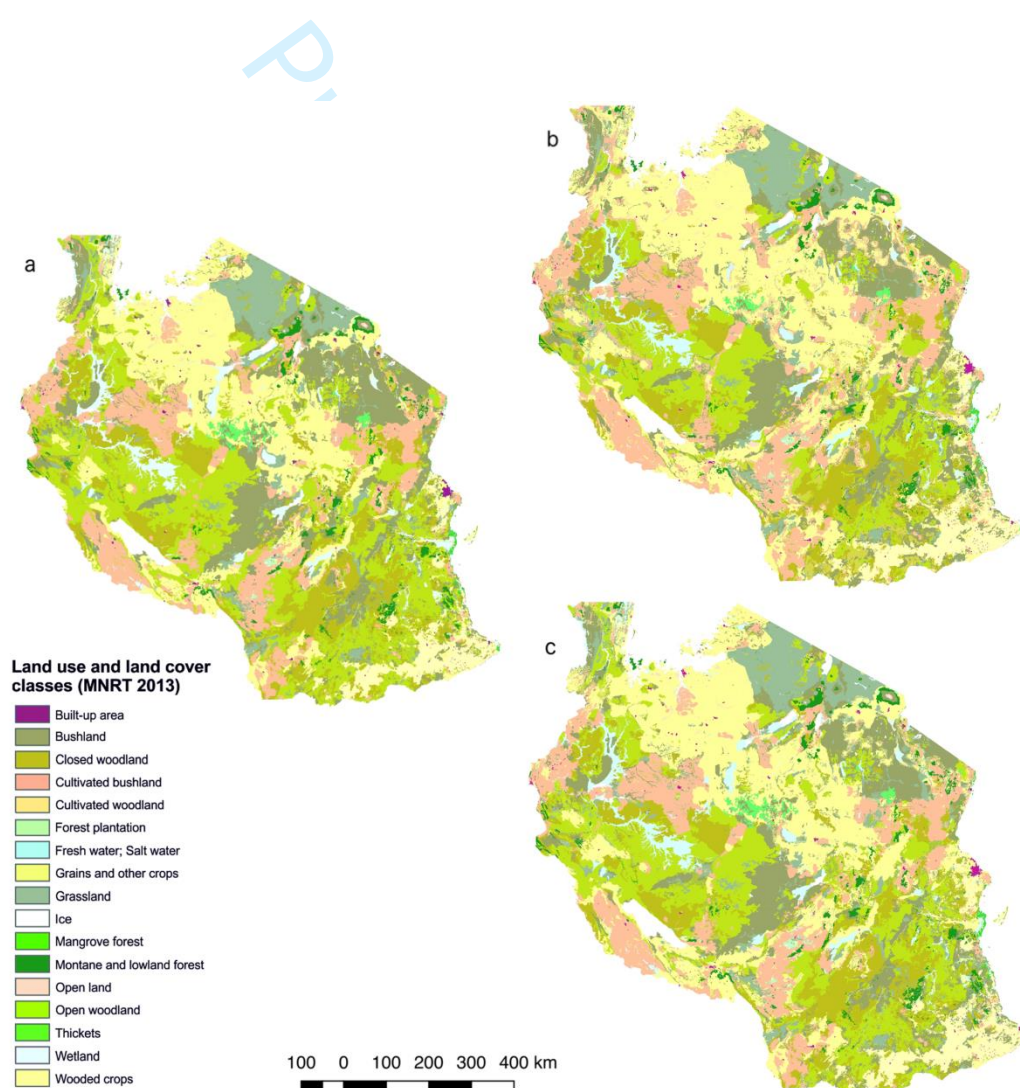 b
a
c
Land use and land cover
classes (MNRT 2013)
Built-up area
Bushland
Closed woodland
Cultivated bushland
Cultivated woodland
Forest plantation
Fresh water; Salt water
Grains and other crops
Grassland
Ice
Mangrove forest
Montane and lowland forest
Open land
Open woodland
Thickets
Wetland
Wooded crops
100 0 100 200 300 400 km